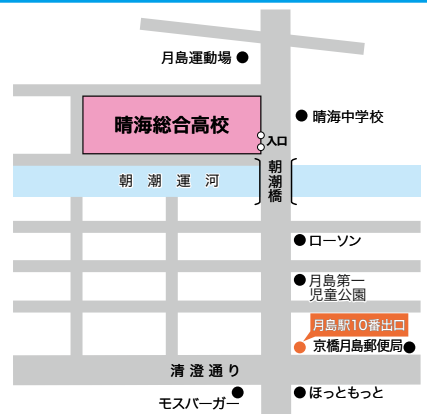 月島運動場
晴海総合高校
晴海中学校
入口
朝潮運河
朝潮橋
ローソン
月島第一
児童公園
月島駅10番出口
京橋月島郵便局
清澄通り
モスバーガー
ほっともっと